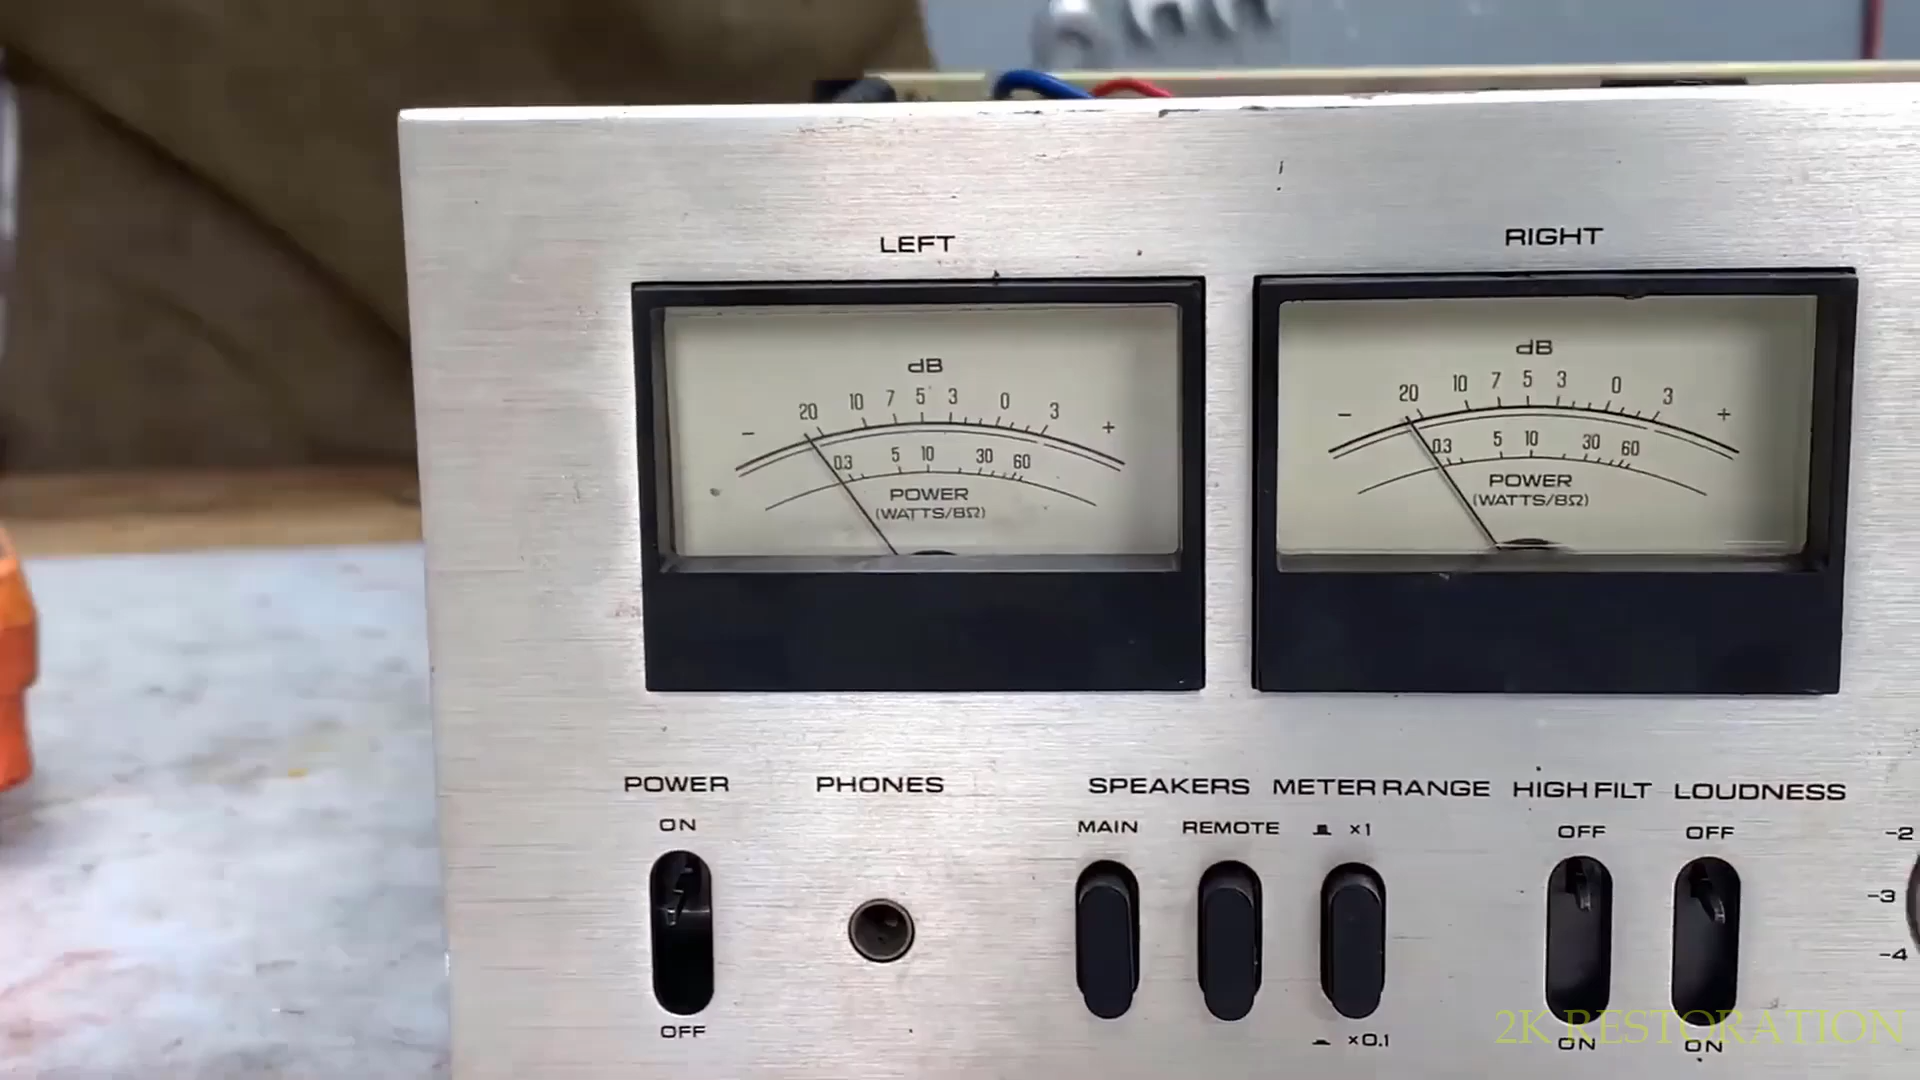 LEFT
RIGHT
dB
20 10 7 5 3 0 3
- +
0.3 5 10 30 60
POWER
(WATTS/8Ω)
dB
20 10 7 5 3 0 3
- +
0.3 5 10 30 60
POWER
(WATTS/8Ω)
POWER
PHONES
SPEAKERS
METER RANGE
HIGH FILT
LOUDNESS
ON
MAIN
REMOTE
×1
OFF
OFF
-2
-3
-4
OFF
×0.1
ON
ON
2K RESTORATION